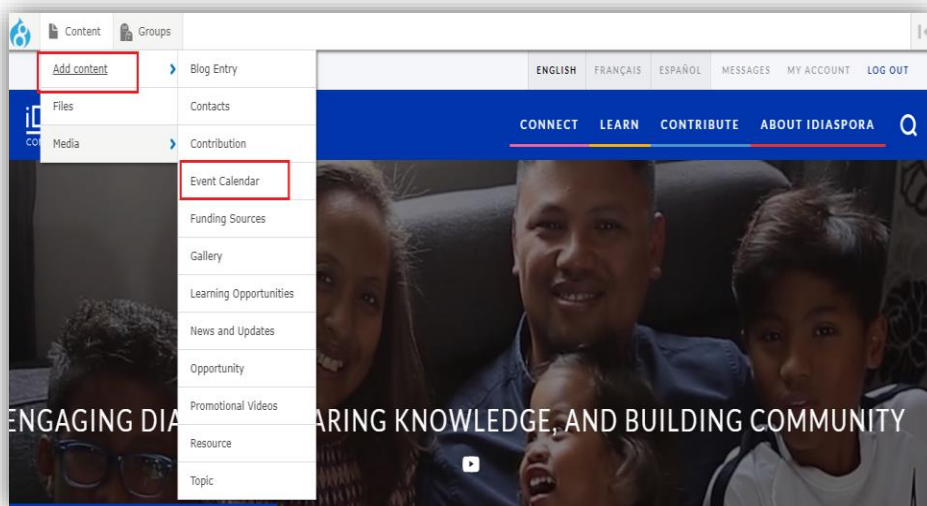 Content Groups
Add content
Files
Media
Blog Entry
Contacts
Contribution
Event Calendar
Funding Sources
Gallery
Learning Opportunities
News and Updates
Opportunity
Promotional Videos
Resource
Topic
ENGLISH FRANÇAIS ESPAÑOL MESSAGES MY ACCOUNT LOG OUT
CONNECT LEARN CONTRIBUTE ABOUT IDIASPORA
ENGAGING DIA ARING KNOWLEDGE, AND BUILDING COMMUNITY